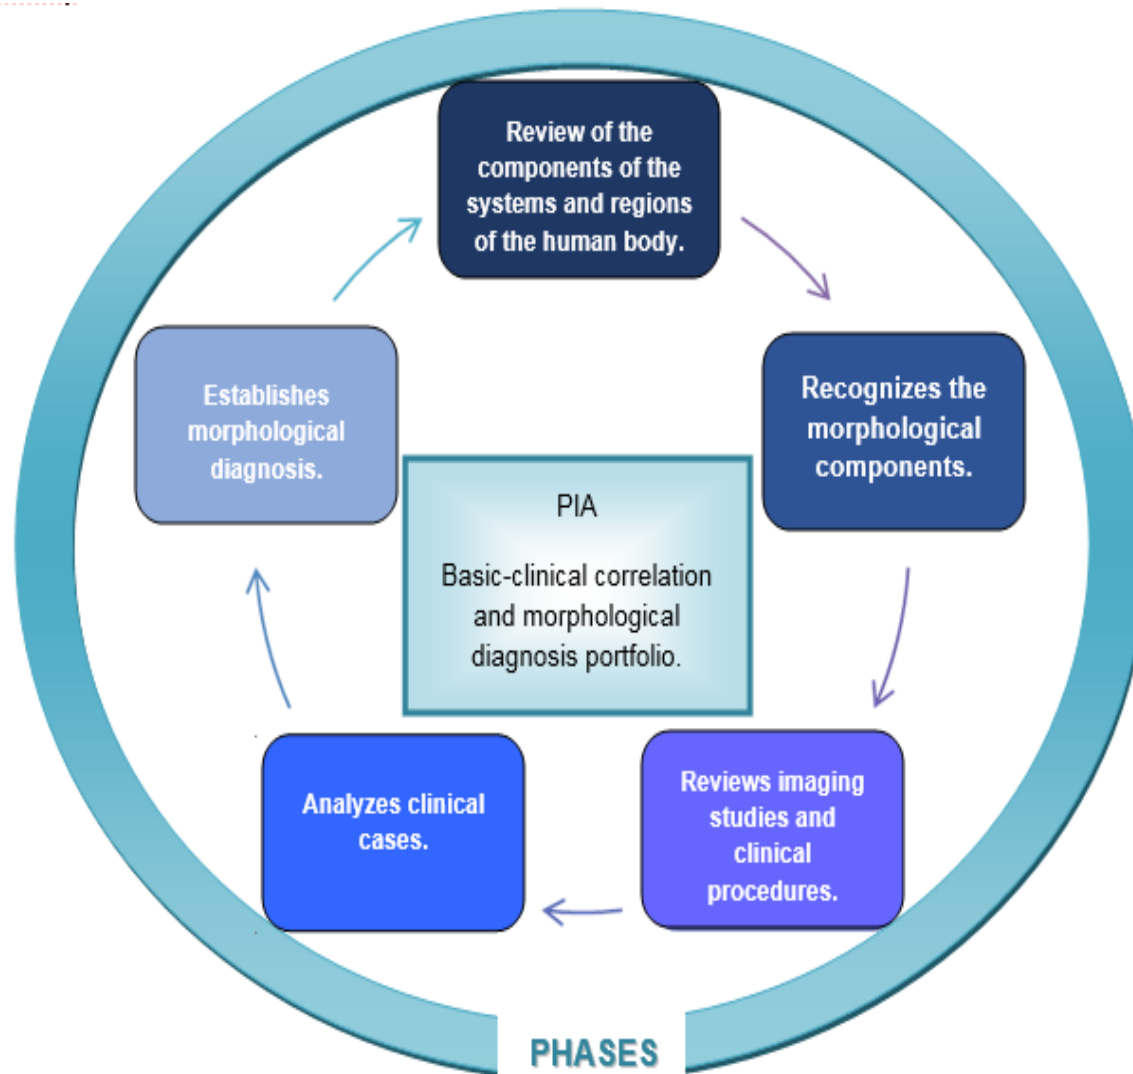 Review of the
components of the
systems and regions
of the human body.
Recognizes the
morphological
components.
Reviews imaging
studies and
clinical
procedures.
Analyzes clinical
cases.
Establishes
morphological
diagnosis.
PIA
Basic-clinical correlation
and morphological
diagnosis portfolio.
PHASES